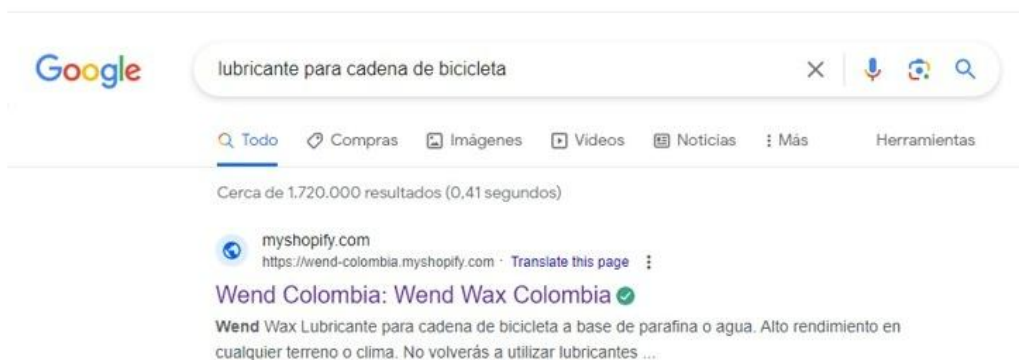 Google lubricante para cadena de bicicleta
Todo Compras Imágenes Videos Noticias Más Herramientas
Cerca de 1.720.000 resultados (0,41 segundos)
myshopify.com
https://wend-colombia.myshopify.com · Translate this page
Wend Colombia: Wend Wax Colombia
Wend Wax Lubricante para cadena de bicicleta a base de parafina o agua. Alto rendimiento en
cualquier terreno o clima. No volverás a utilizar lubricantes ...